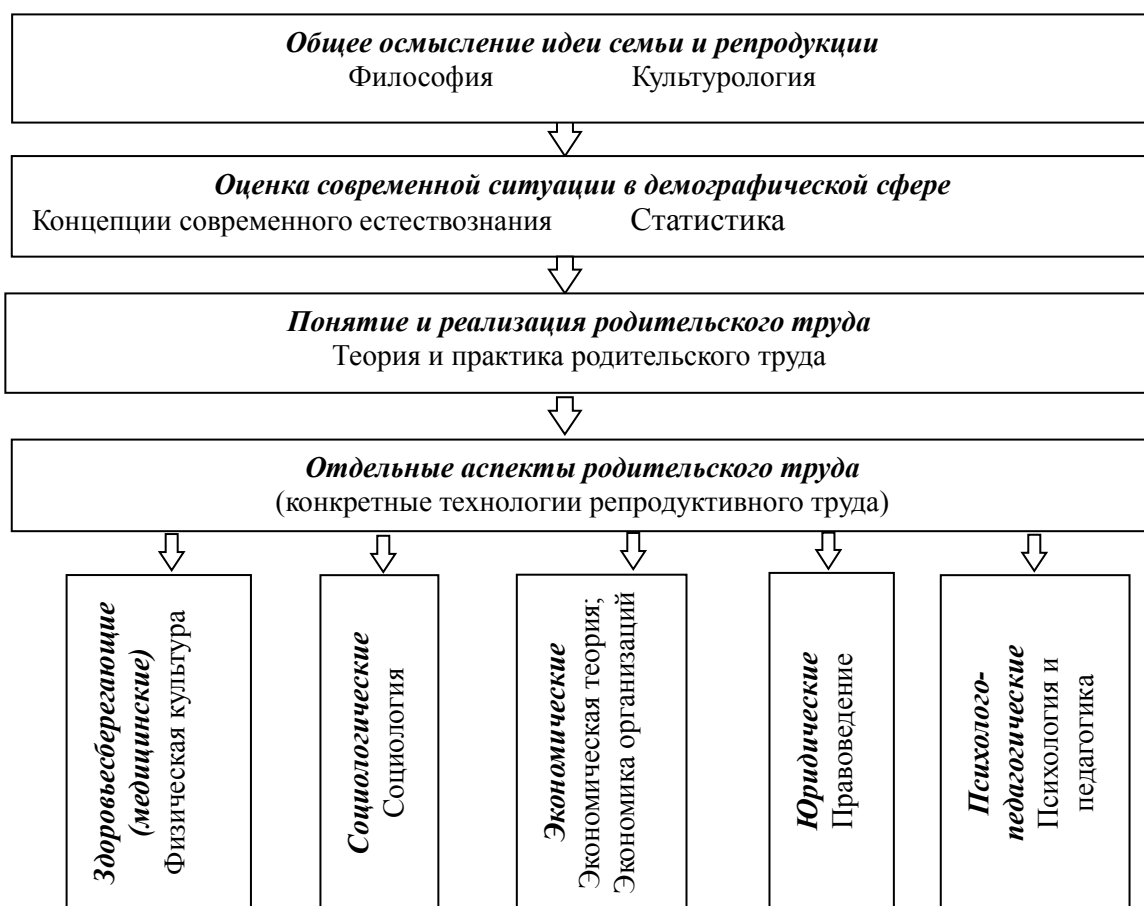 Общее осмысление идеи семьи и репродукции
Философия Культурология
Оценка современной ситуации в демографической сфере
Концепции современного естествознания Статистика
Понятие и реализация родительского труда
Теория и практика родительского труда
Отдельные аспекты родительского труда
(конкретные технологии репродуктивного труда)
Здоровьесберегающие
(медицинские)
Физическая культура
Социологические
Социология
Экономические
Экономическая теория;
Экономика организаций
Юридические
Правоведение
Психолого-
педагогические
Психология и
педагогика